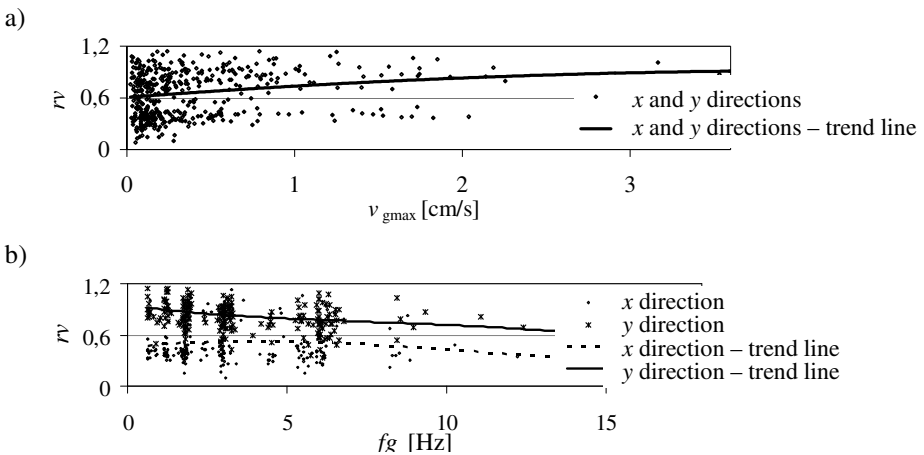 a)
1,2
0,6
0
rv
x and y directions
x and y directions – trend line
0 1 2 3
v gmax [cm/s]
b)
1,2
0,6
0
rv
x direction
y direction
x direction – trend line
y direction – trend line
0 5 10 15
fg [Hz]